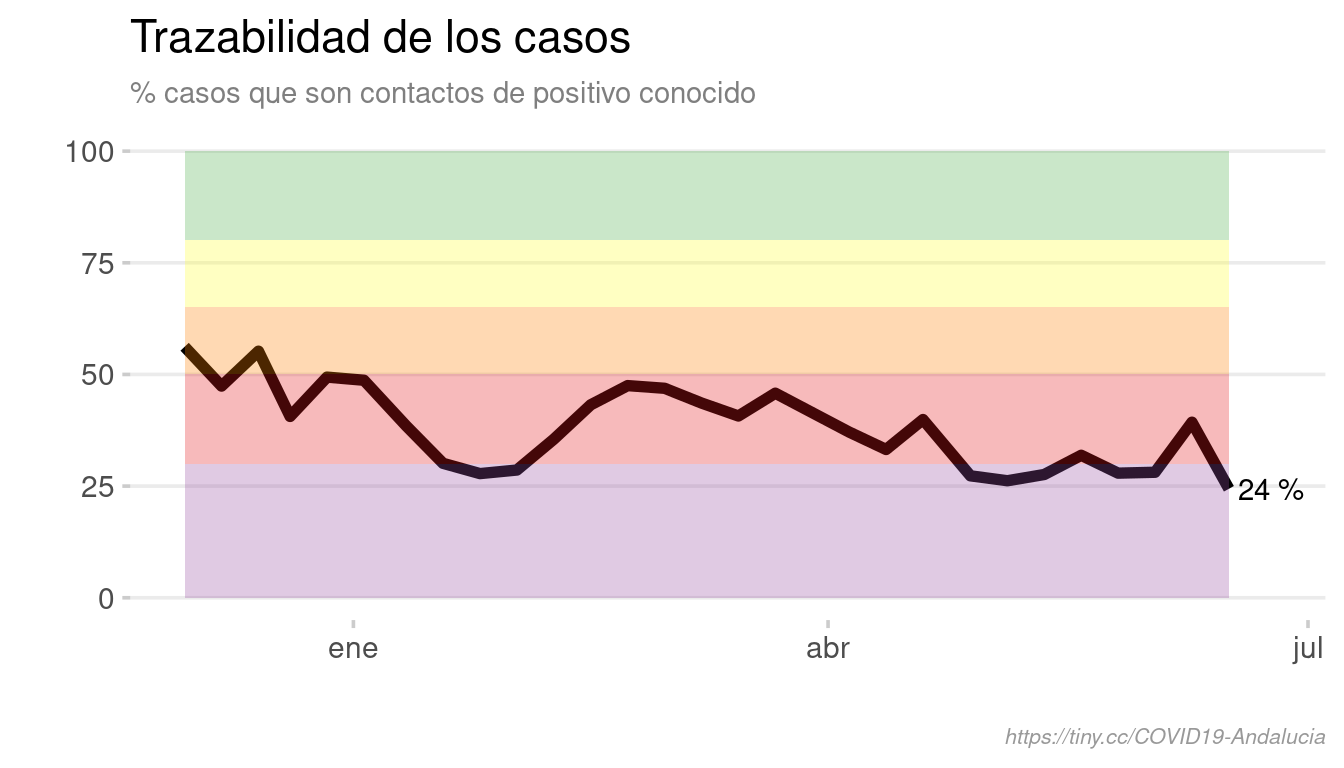 Trazabilidad de los casos
% casos que son contactos de positivo conocido
100
75
50
25
0
24 %
ene abr jul
https://tiny.cc/COVID19-Andalucia